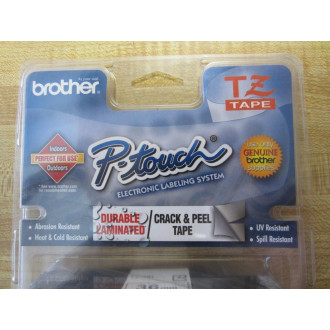 brother
TZ
TAPE
Indoors
PERFECT FOR USE
Outdoors
P-touch
ELECTRONIC LABELING SYSTEM
GENUINE
brother
DURABLE
LAMINATED
CRACK & PEEL
TAPE
• Abrasion Resistant
• Heat & Cold Resistant
• UV Resistant
• Spill Resistant